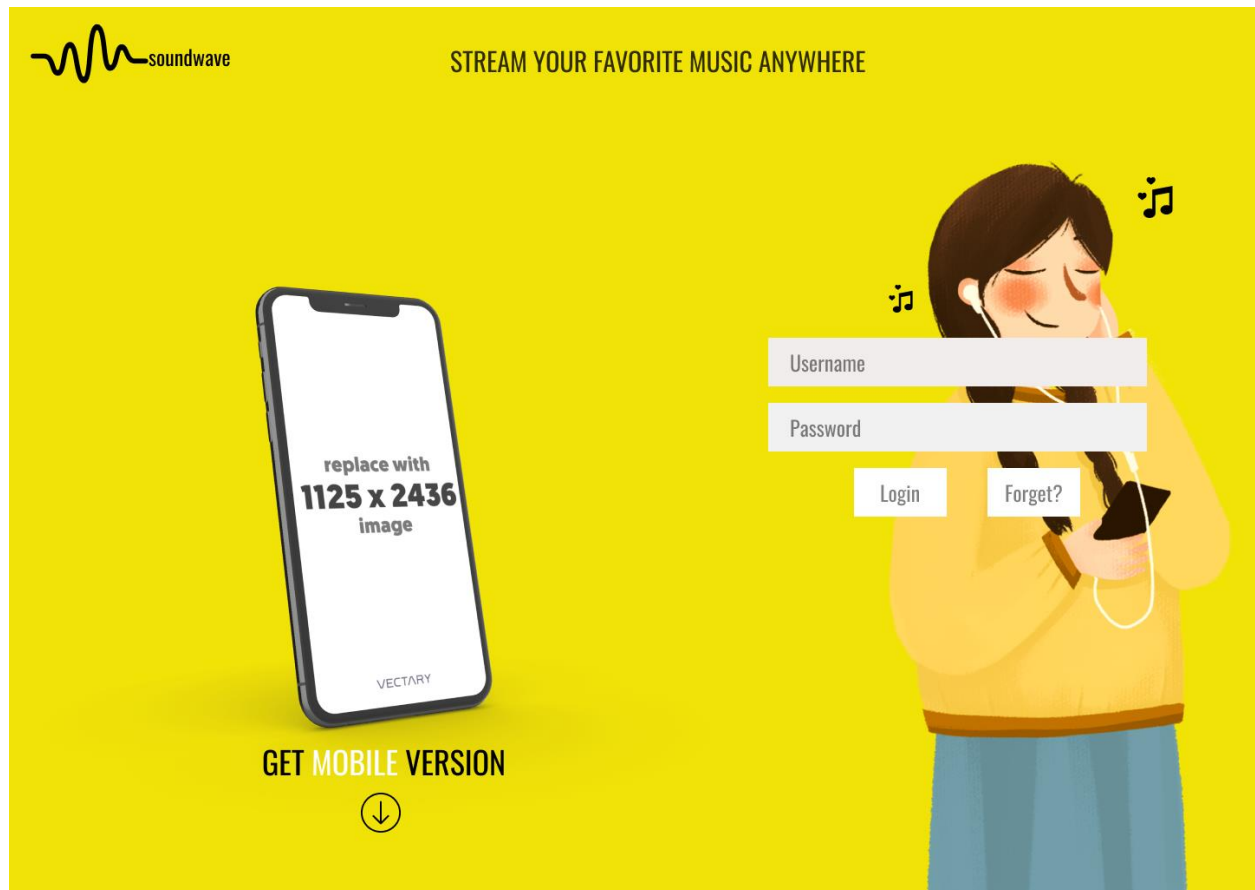 soundwave
STREAM YOUR FAVORITE MUSIC ANYWHERE
replace with
1125 x 2436
image
VECTARY
GET MOBILE VERSION
Username
Password
Login
Forget?